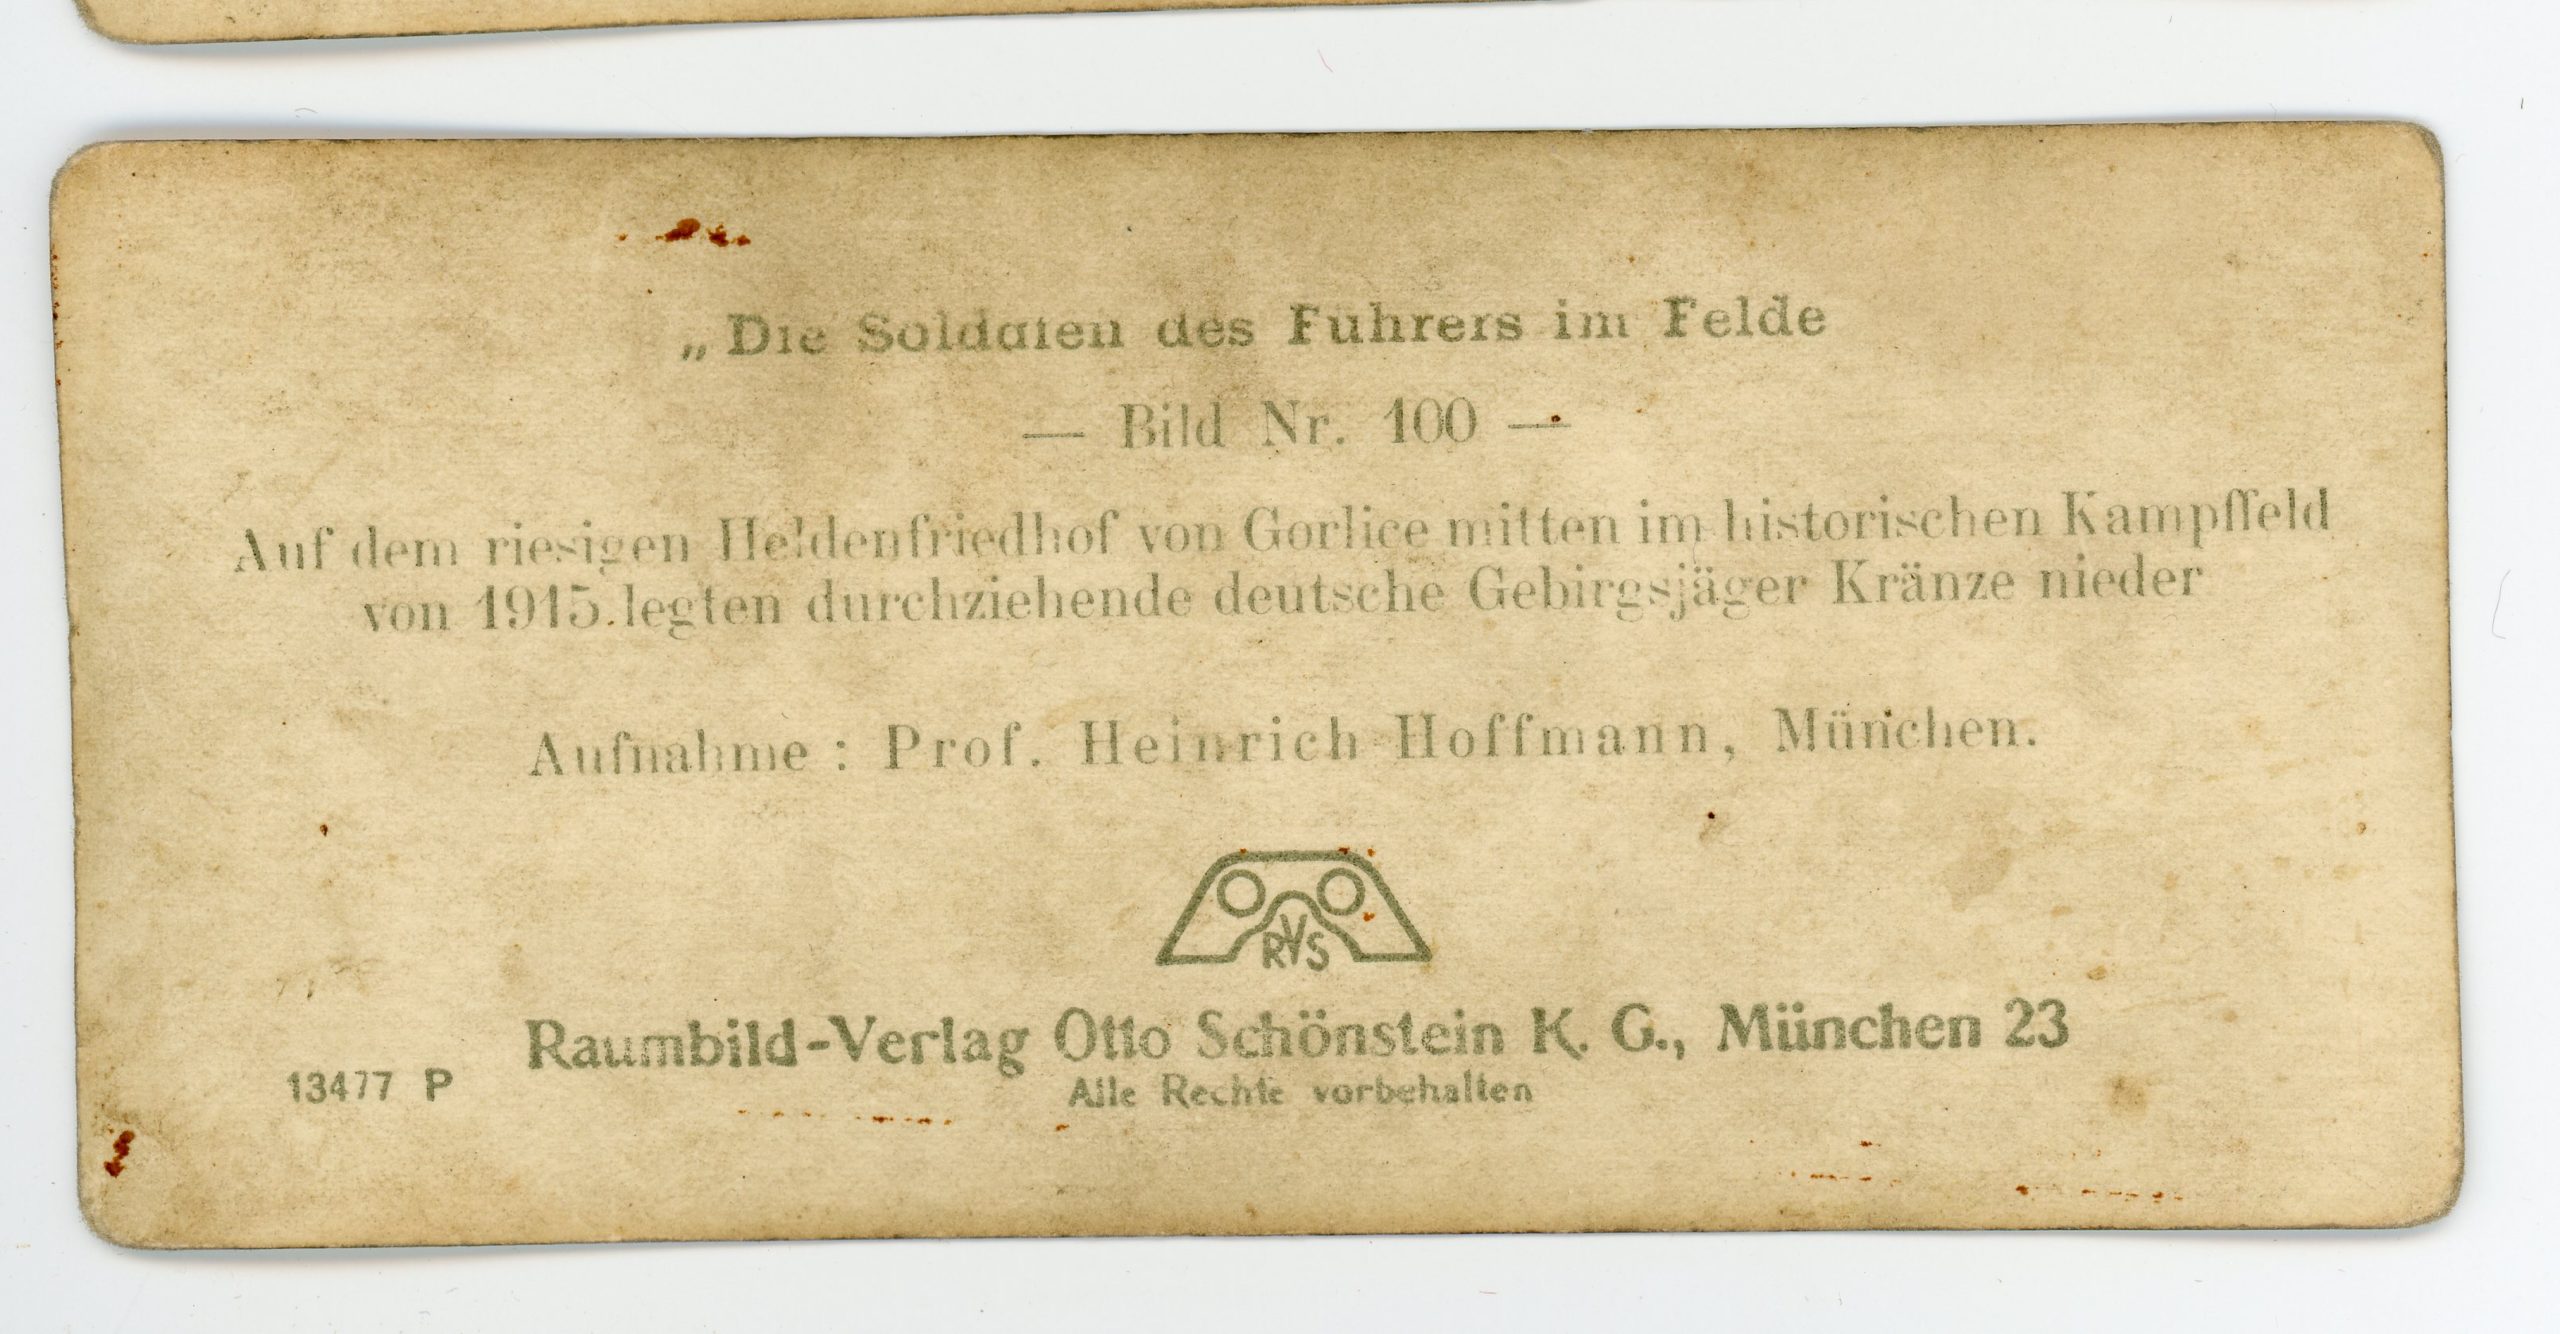 „Die Soldaten des Führers im Felde
— Bild Nr. 100 —
Auf dem riesigen Heldenfriedhof von Gorlice mitten im historischen Kampffeld
von 1915 legten durchziehende deutsche Gebirgsjäger Kränze nieder
Aufnahme: Prof. Heinrich Hoffmann, München.
RVS
Raumbild-Verlag Otto Schönstein K. G., München 23
13477 P
Alle Rechte vorbehalten